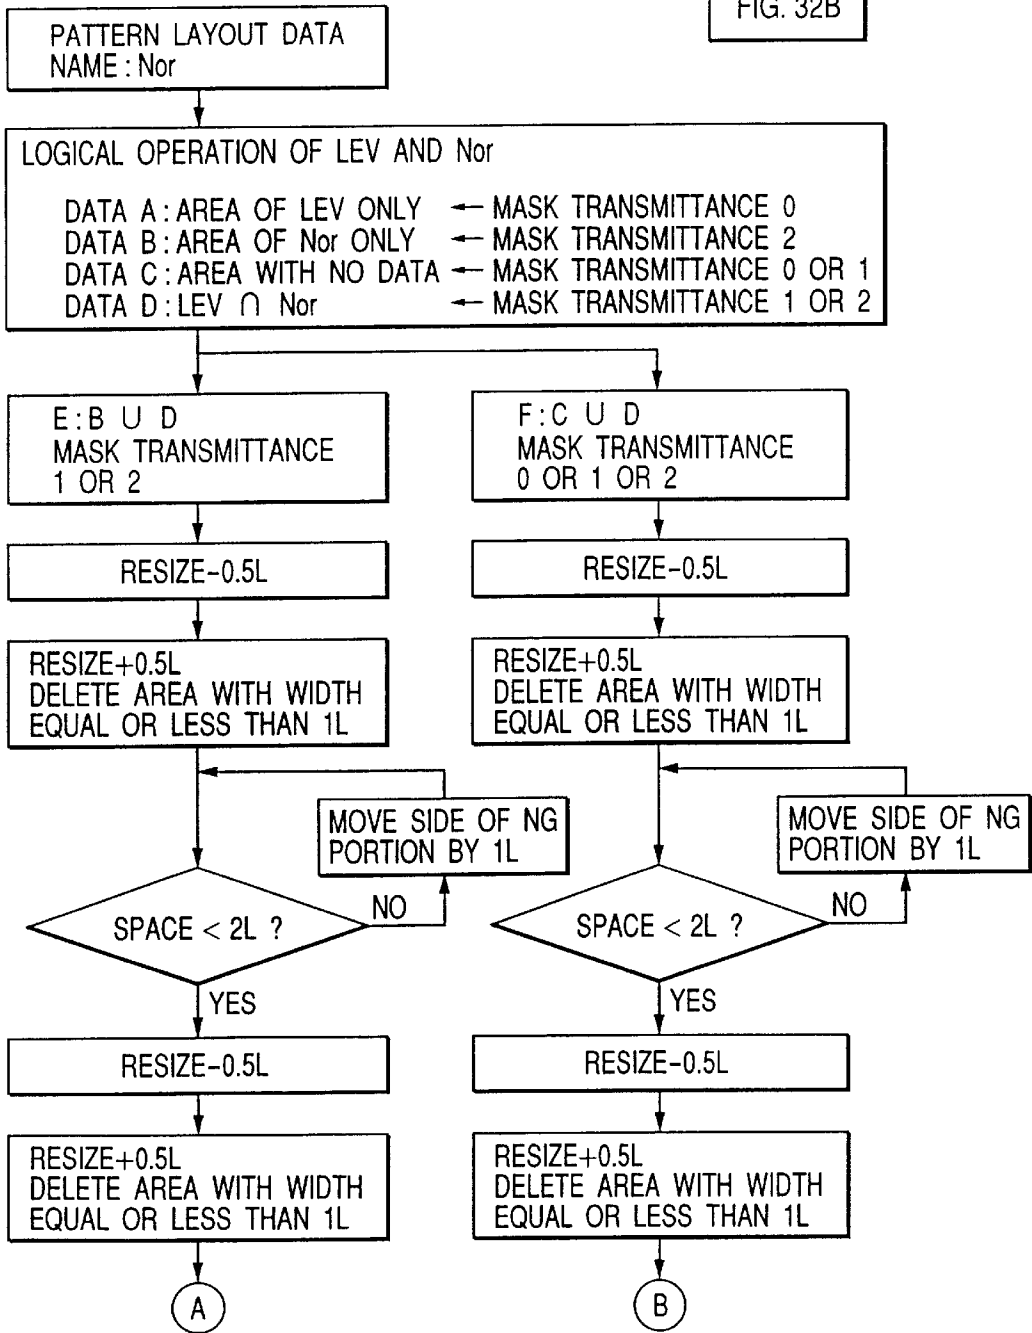 FIG. 32B
PATTERN LAYOUT DATA
NAME : Nor
LOGICAL OPERATION OF LEV AND Nor
DATA A : AREA OF LEV ONLY ← MASK TRANSMITTANCE 0
DATA B : AREA OF Nor ONLY ← MASK TRANSMITTANCE 2
DATA C : AREA WITH NO DATA ← MASK TRANSMITTANCE 0 OR 1
DATA D : LEV ∩ Nor ← MASK TRANSMITTANCE 1 OR 2
E : B ∪ D
MASK TRANSMITTANCE
1 OR 2
F : C ∪ D
MASK TRANSMITTANCE
0 OR 1 OR 2
RESIZE-0.5L
RESIZE-0.5L
RESIZE+0.5L
DELETE AREA WITH WIDTH
EQUAL OR LESS THAN 1L
RESIZE+0.5L
DELETE AREA WITH WIDTH
EQUAL OR LESS THAN 1L
MOVE SIDE OF NG
PORTION BY 1L
MOVE SIDE OF NG
PORTION BY 1L
SPACE < 2L ?
NO
SPACE < 2L ?
NO
YES
YES
RESIZE-0.5L
RESIZE-0.5L
RESIZE+0.5L
DELETE AREA WITH WIDTH
EQUAL OR LESS THAN 1L
RESIZE+0.5L
DELETE AREA WITH WIDTH
EQUAL OR LESS THAN 1L
A
B